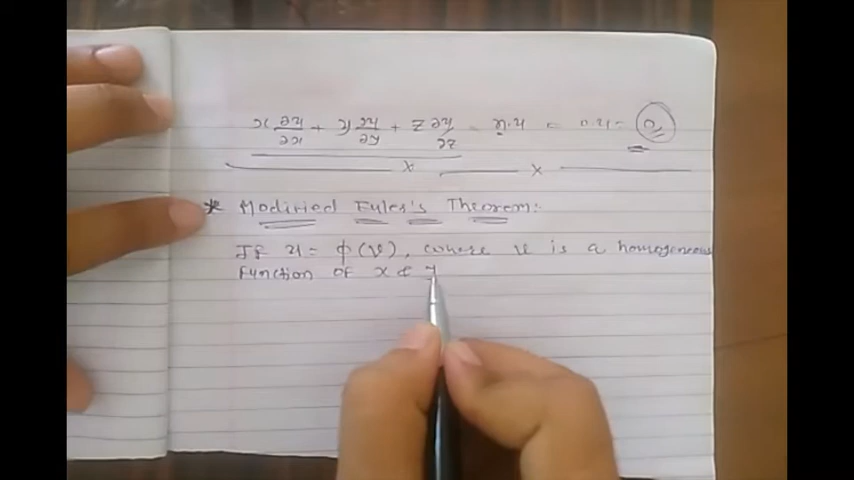 x ∂u/∂x + y ∂u/∂y + z ∂u/∂z = n.u = 0.u = 0
* Modified Euler's Theorem:
If u = φ(v), where v is a homogeneous
function of x & y